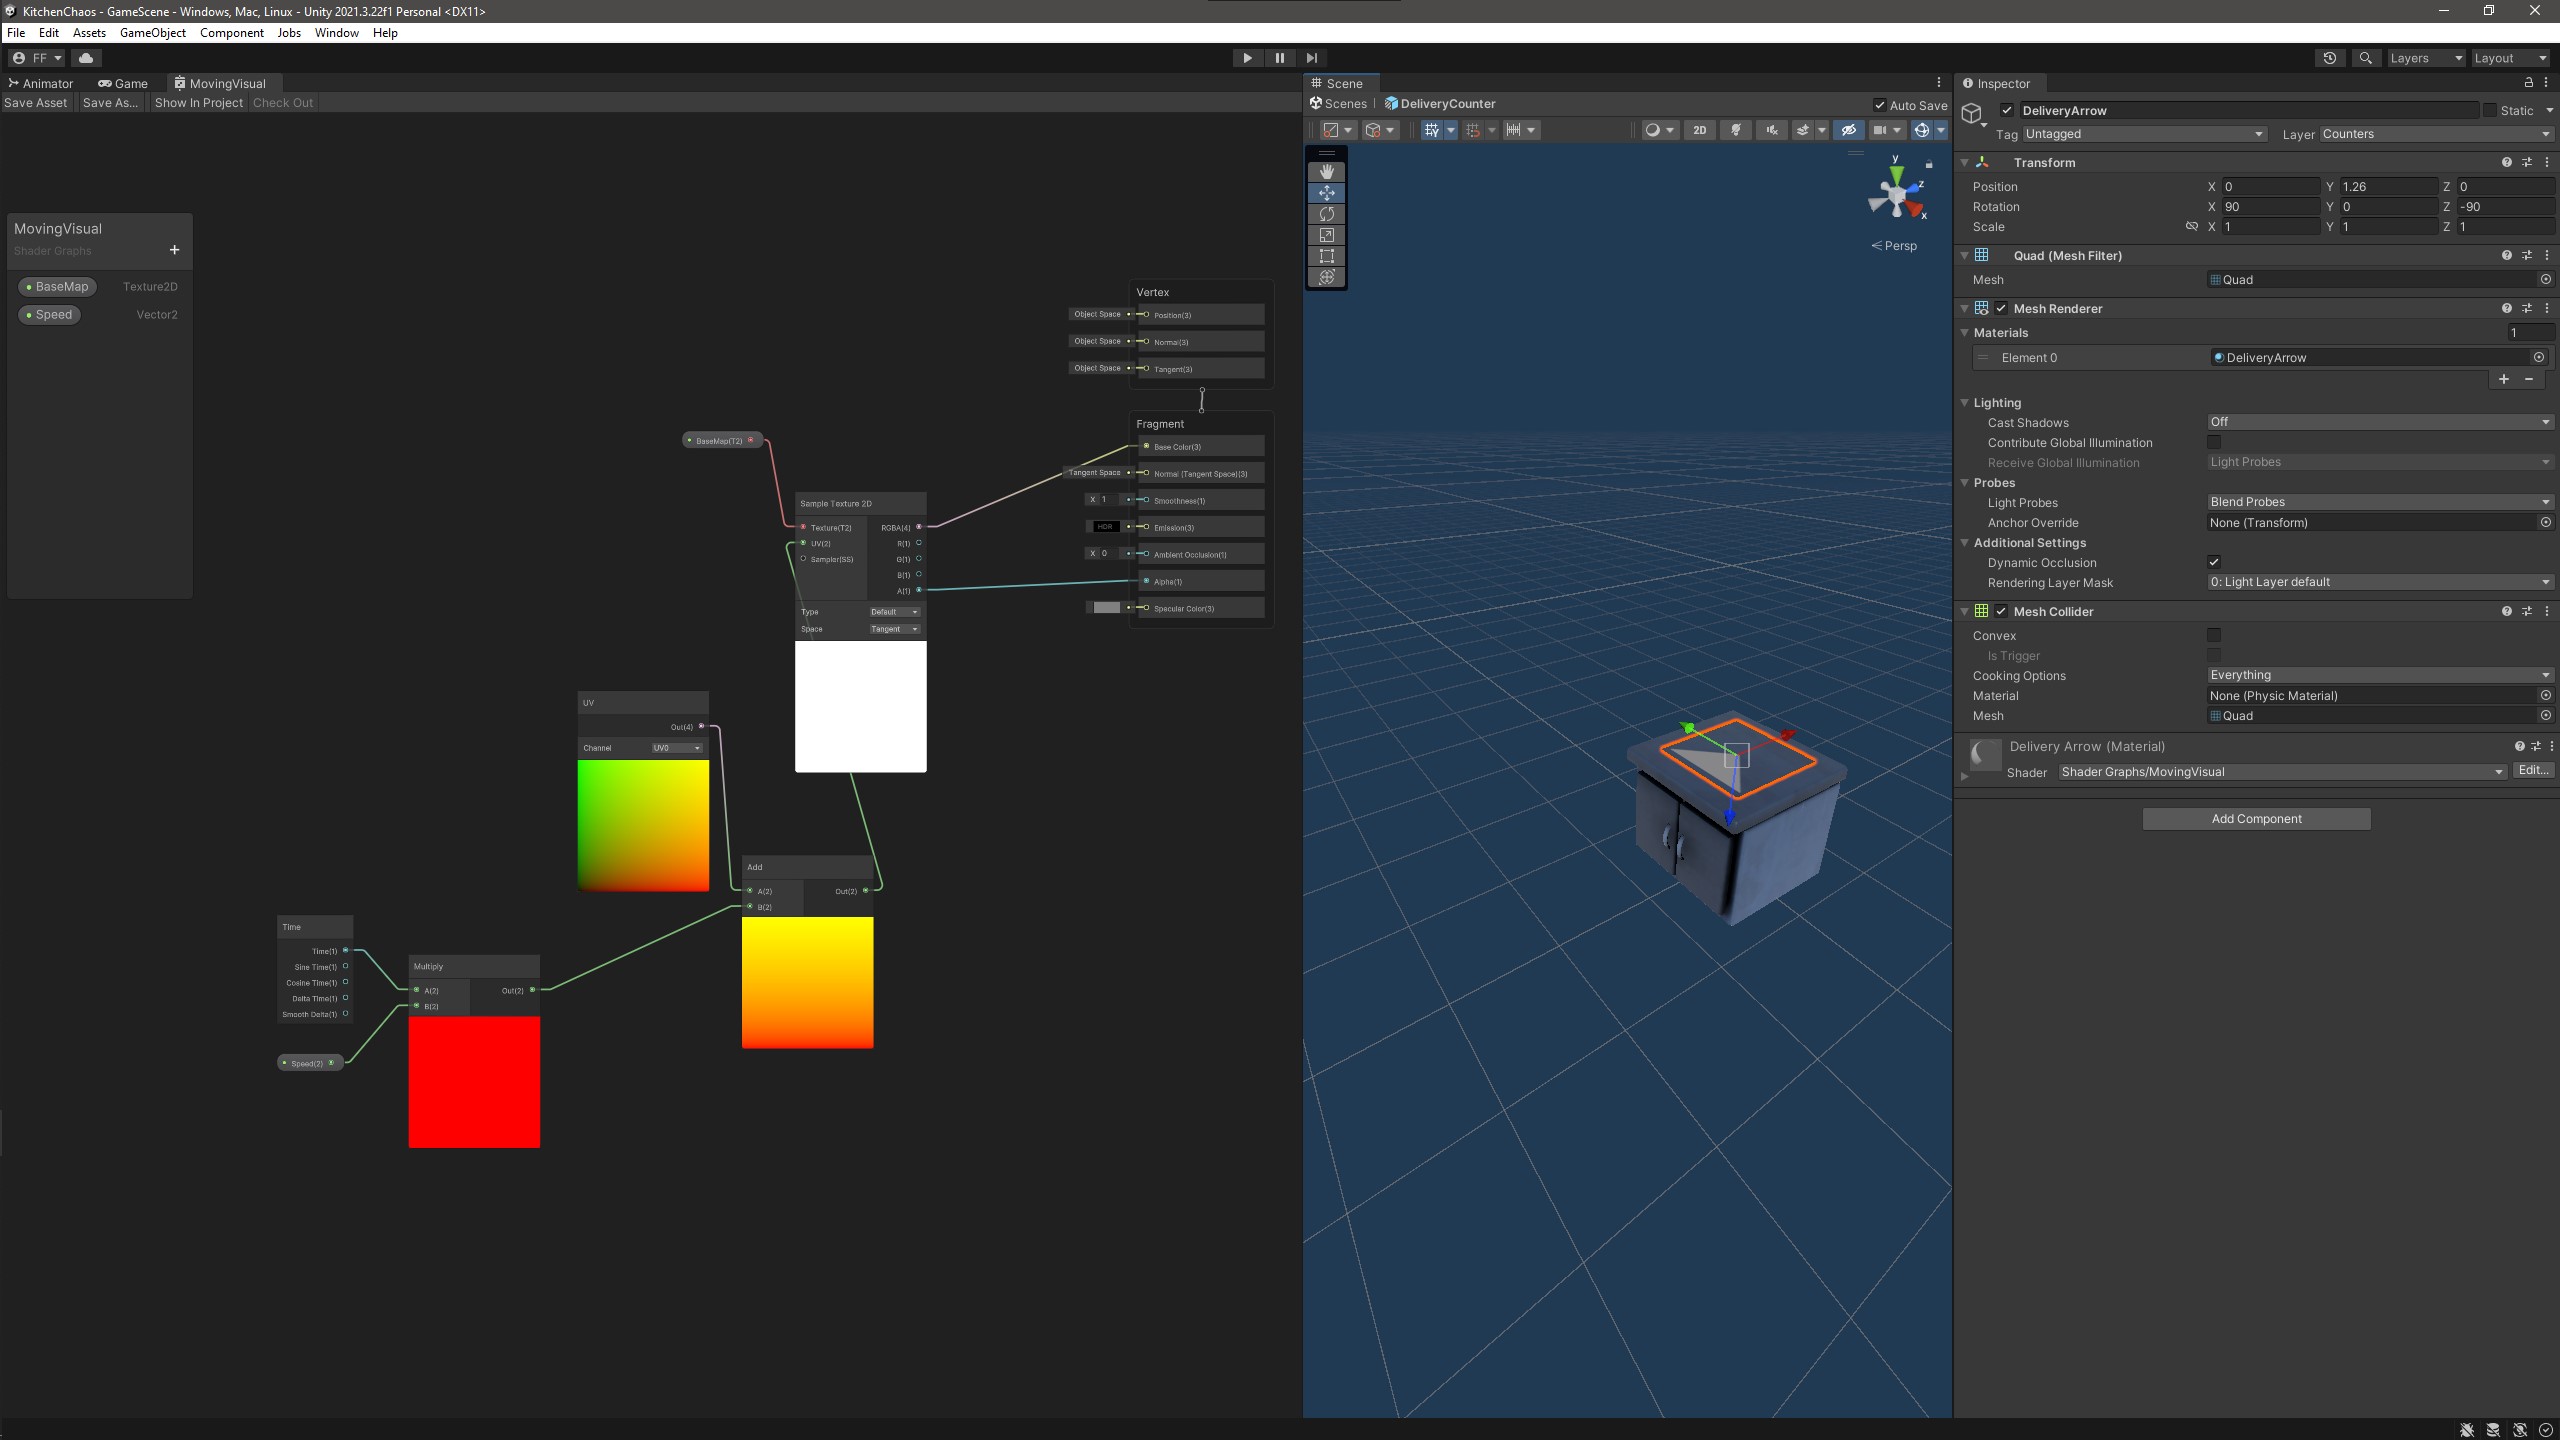 KitchenChaos - GameScene - Windows, Mac, Linux - Unity 2021.3.22f1 Personal <DX11>
File Edit Assets GameObject Component Jobs Window Help
FF
Layers Layout
Animator Game MovingVisual
Save Asset Save As... Show In Project Check Out
MovingVisual
Shader Graphs
BaseMap Texture2D
Speed Vector2
Vertex
Object Space Position(3)
Object Space Normal(3)
Object Space Tangent(3)
Fragment
Base Color(3)
Tangent Space Normal (Tangent Space)(3)
X 1 Smoothness(1)
HDR Emission(3)
X 0 Ambient Occlusion(1)
Alpha(1)
Specular Color(3)
BaseMap(T2)
Sample Texture 2D
Texture(T2) RGBA(4)
UV(2) R(1)
Sampler(SS) G(1)
B(1)
A(1)
Type Default
Space Tangent
UV
Out(4)
Channel UV0
Add
A(2) Out(2)
B(2)
Time
Time(1)
Sine Time(1)
Cosine Time(1)
Delta Time(1)
Smooth Delta(1)
Multiply
A(2) Out(2)
B(2)
Speed(2)
Scene
Scenes DeliveryCounter Auto Save
2D
y
z
x
Persp
Inspector
DeliveryArrow Static
Tag Untagged Layer Counters
Transform
Position X 0 Y 1.26 Z 0
Rotation X 90 Y 0 Z -90
Scale X 1 Y 1 Z 1
Quad (Mesh Filter)
Mesh Quad
Mesh Renderer
Materials 1
Element 0 DeliveryArrow
Lighting
Cast Shadows Off
Contribute Global Illumination
Receive Global Illumination Light Probes
Probes
Light Probes Blend Probes
Anchor Override None (Transform)
Additional Settings
Dynamic Occlusion
Rendering Layer Mask 0: Light Layer default
Mesh Collider
Convex
Is Trigger
Cooking Options Everything
Material None (Physic Material)
Mesh Quad
Delivery Arrow (Material)
Shader Shader Graphs/MovingVisual Edit...
Add Component